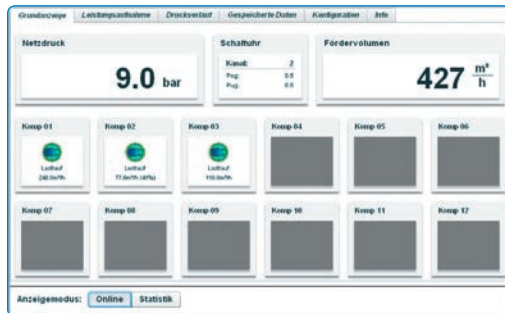 Grundanzeige Leistungsaufnahme Druckverlauf Gespeicherte Daten Konfiguration Info
Netzdruck
9.0 bar
Schaltuhr
Kanal: 2
Fördervolumen
427 m³/h
Komp 01 Komp 02 Komp 03 Komp 04 Komp 05 Komp 06
Lastlauf Lastlauf Lastlauf
Komp 07 Komp 08 Komp 09 Komp 10 Komp 11 Komp 12
Anzeigemodus: Online Statistik